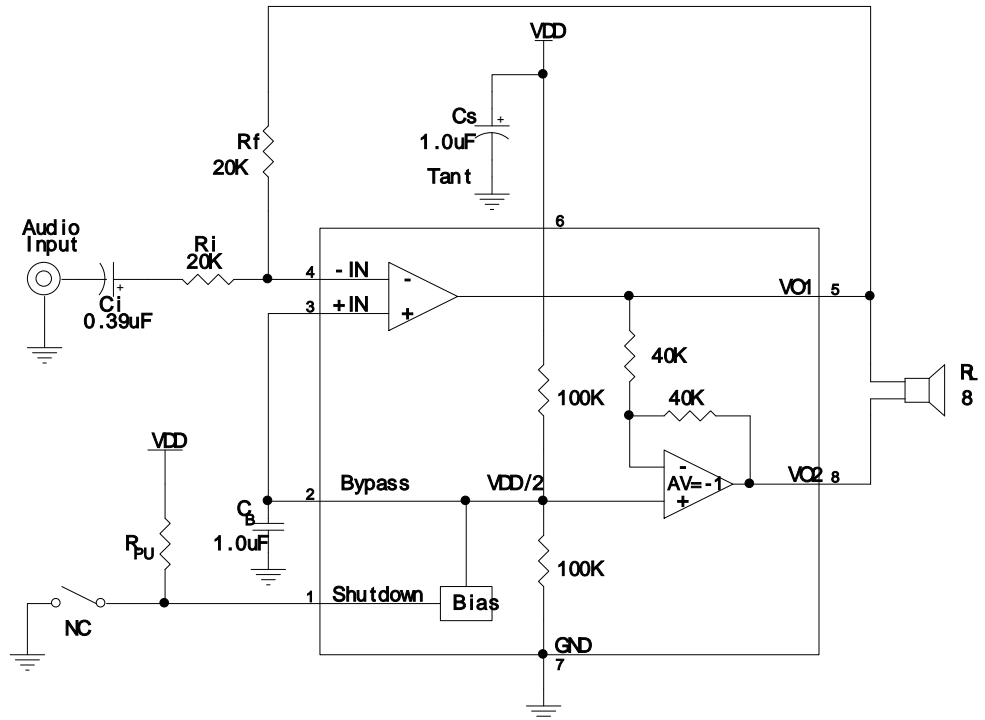 VDD
Cs
+
1.0uF
Tant
Rf
20K
6
Audio
Input
Ri
20K
4
-IN
-
+
Ci
0.39uF
3
+IN
+
VO1
5
40K
RL
8
100K
40K
VDD
2
Bypass
VDD/2
-
AV=-1
+
VO2
8
CB
1.0uF
RPU
100K
1
Shutdown
Bias
NC
GND
7